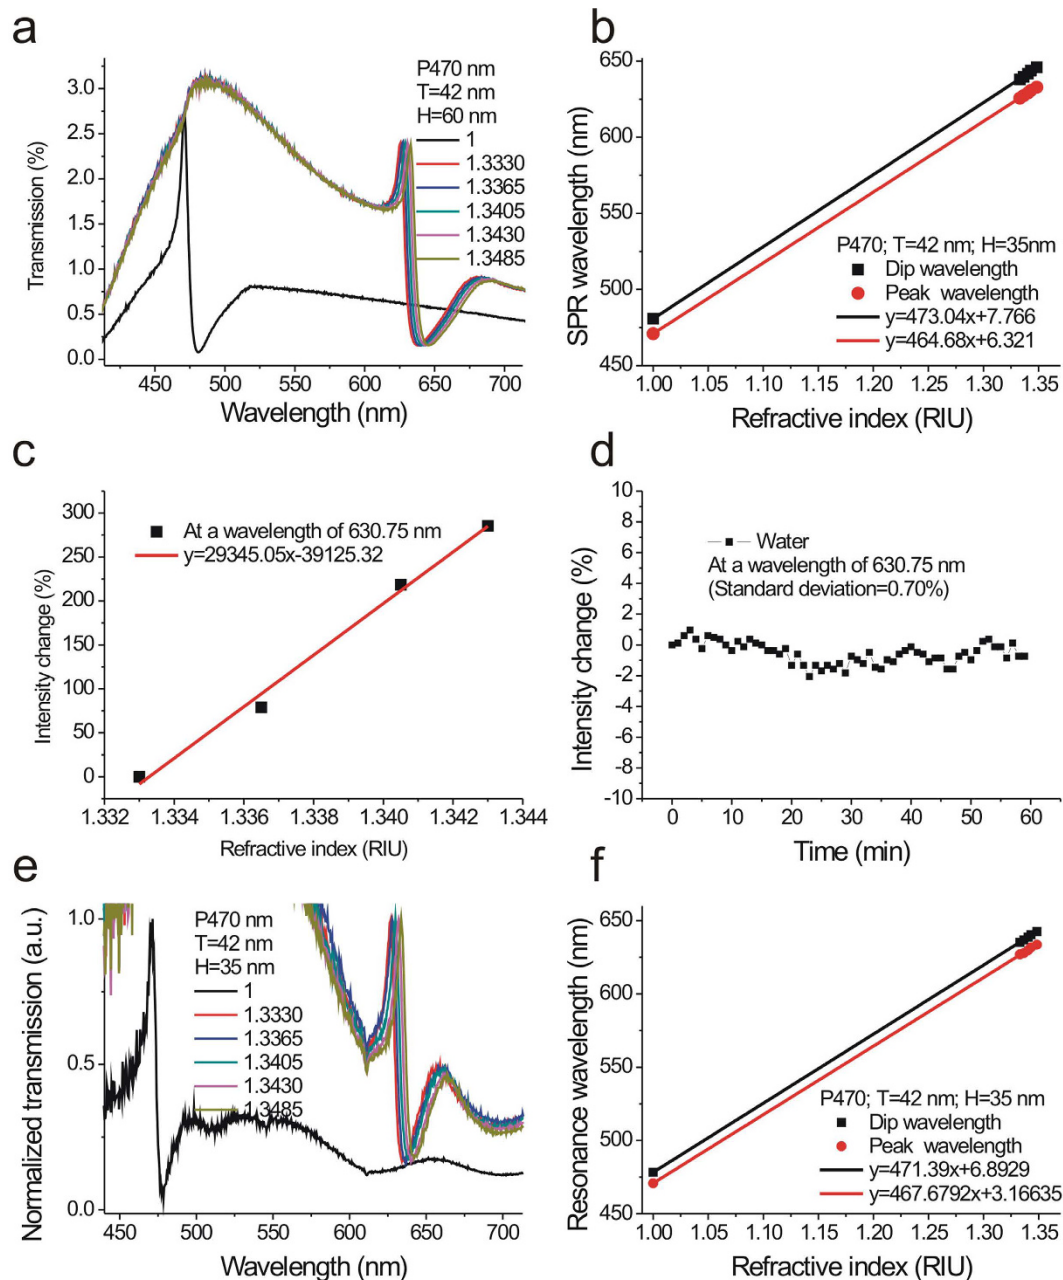 a
P470 nm
T=42 nm
H=60 nm
1
1.3330
1.3365
1.3405
1.3430
1.3485
3.0
2.5
2.0
1.5
1.0
0.5
0.0
Transmission (%)
450 500 550 600 650 700
Wavelength (nm)
b
650
600
550
500
450
SPR wavelength (nm)
P470; T=42 nm; H=35nm
Dip wavelength
Peak wavelength
y=473.04x+7.766
y=464.68x+6.321
1.00 1.05 1.10 1.15 1.20 1.25 1.30 1.35
Refractive index (RIU)
c
300
250
200
150
100
50
0
Intensity change (%)
At a wavelength of 630.75 nm
y=29345.05x-39125.32
1.332 1.334 1.336 1.338 1.340 1.342 1.344
Refractive index (RIU)
d
10
8
6
4
2
0
-2
-4
-6
-8
-10
Intensity change (%)
Water
At a wavelength of 630.75 nm
(Standard deviation=0.70%)
0 10 20 30 40 50 60
Time (min)
e
1.0
0.5
0.0
Normalized transmission (a.u.)
P470 nm
T=42 nm
H=35 nm
1
1.3330
1.3365
1.3405
1.3430
1.3485
450 500 550 600 650 700
Wavelength (nm)
f
650
600
550
500
450
Resonance wavelength (nm)
P470; T=42 nm; H=35 nm
Dip wavelength
Peak wavelength
y=471.39x+6.8929
y=467.6792x+3.16635
1.00 1.05 1.10 1.15 1.20 1.25 1.30 1.35
Refractive index (RIU)